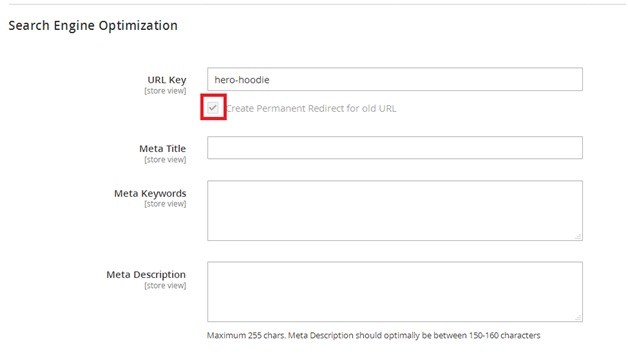 Search Engine Optimization
URL Key
[store view]
hero-hoodie
Create Permanent Redirect for old URL
Meta Title
[store view]
Meta Keywords
[store view]
Meta Description
[store view]
Maximum 255 chars. Meta Description should optimally be between 150-160 characters